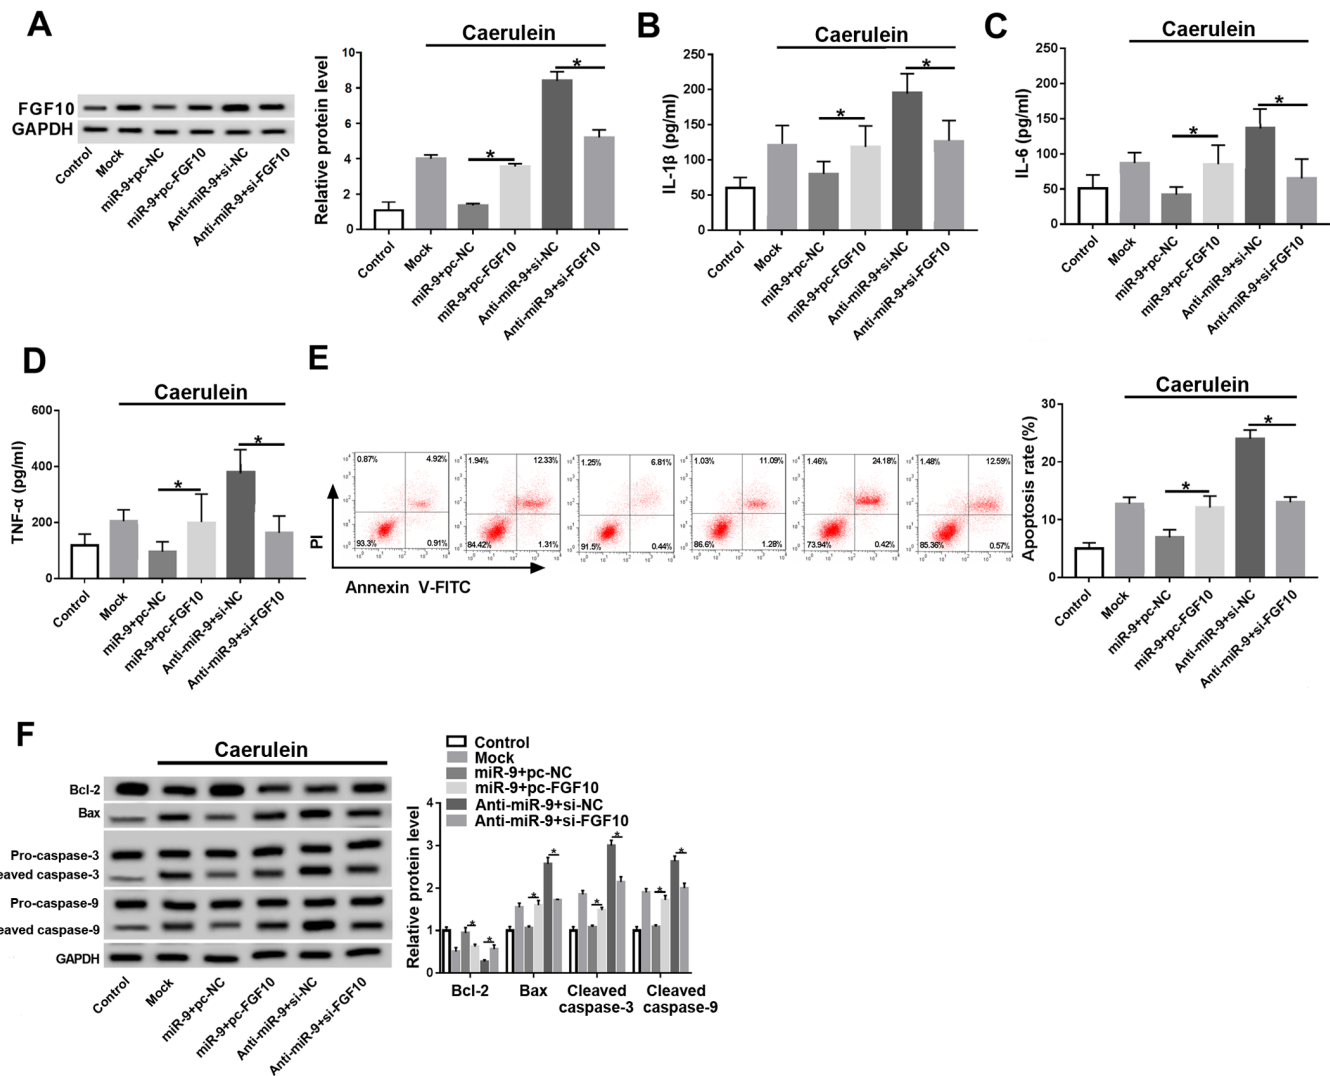 A
Caerulein
FGF10
GAPDH
Control
Mock
miR-9+pc-NC
miR-9+pc-FGF10
Anti-miR-9+si-NC
Anti-miR-9+si-FGF10
Relative protein level
10
8
6
4
2
0
Control
Mock
miR-9+pc-NC
miR-9+pc-FGF10
Anti-miR-9+si-NC
Anti-miR-9+si-FGF10
*
*
B
Caerulein
IL-1β (pg/ml)
250
200
150
100
50
0
*
*
Control
Mock
miR-9+pc-NC
miR-9+pc-FGF10
Anti-miR-9+si-NC
Anti-miR-9+si-FGF10
C
Caerulein
IL-6 (pg/ml)
250
200
150
100
50
0
*
*
Control
Mock
miR-9+pc-NC
miR-9+pc-FGF10
Anti-miR-9+si-NC
Anti-miR-9+si-FGF10
D
Caerulein
TNF-α (pg/ml)
600
400
200
0
*
*
Control
Mock
miR-9+pc-NC
miR-9+pc-FGF10
Anti-miR-9+si-NC
Anti-miR-9+si-FGF10
E
PI
Annexin V-FITC
0.87% 4.92%
93.3% 0.91%
1.94% 12.33%
84.42% 1.31%
1.25% 6.81%
91.5% 0.44%
1.03% 11.09%
86.6% 1.28%
1.46% 24.18%
73.94% 0.42%
1.48% 12.59%
85.36% 0.57%
Caerulein
Apoptosis rate (%)
30
20
10
0
*
*
Control
Mock
miR-9+pc-NC
miR-9+pc-FGF10
Anti-miR-9+si-NC
Anti-miR-9+si-FGF10
F
Caerulein
Bcl-2
Bax
Pro-caspase-3
eaved caspase-3
Pro-caspase-9
eaved caspase-9
GAPDH
Control
Mock
miR-9+pc-NC
miR-9+pc-FGF10
Anti-miR-9+si-NC
Anti-miR-9+si-FGF10
Control
Mock
miR-9+pc-NC
miR-9+pc-FGF10
Anti-miR-9+si-NC
Anti-miR-9+si-FGF10
Relative protein level
4
3
2
1
0
*
*
*
*
*
*
*
*
Bcl-2
Bax
Cleaved
caspase-3
Cleaved
caspase-9